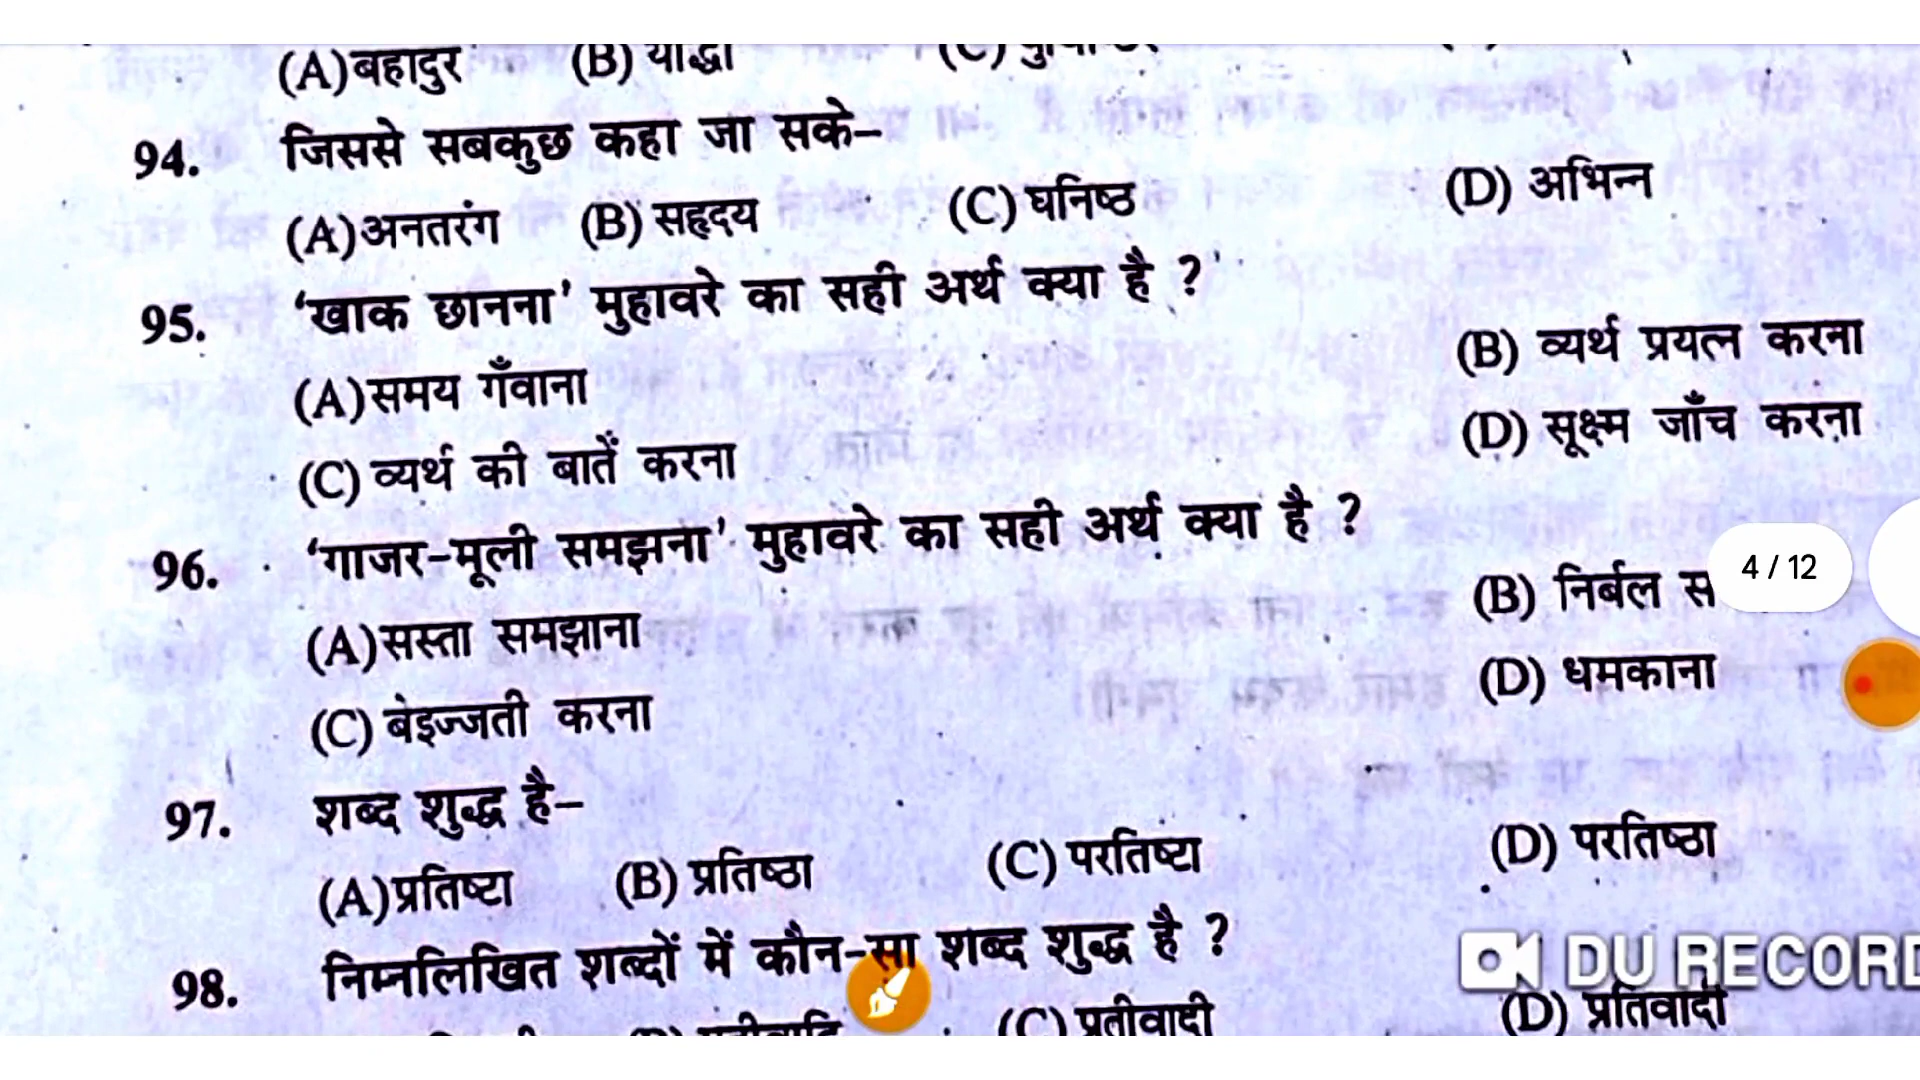 (A) बहादुर (B) योद्धा (C)
94. जिससे सबकुछ कहा जा सके–
(A) अनतरंग (B) सहृदय (C) घनिष्ठ (D) अभिन्न
95. ‘खाक छानना’ मुहावरे का सही अर्थ क्या है ?
(A) समय गँवाना (B) व्यर्थ प्रयत्न करना
(C) व्यर्थ की बातें करना (D) सूक्ष्म जाँच करना
96. ‘गाजर-मूली समझना’ मुहावरे का सही अर्थ क्या है ?
(A) सस्ता समझाना (B) निर्बल स
4 / 12
(C) बेइज्जती करना (D) धमकाना
97. शब्द शुद्ध है–
(A) प्रतिष्टा (B) प्रतिष्ठा (C) परतिष्टा (D) परतिष्ठा
98. निम्नलिखित शब्दों में कौन-सा शब्द शुद्ध है ?
DU RECORD
(C) प्रतीवादी (D) प्रतिवादी